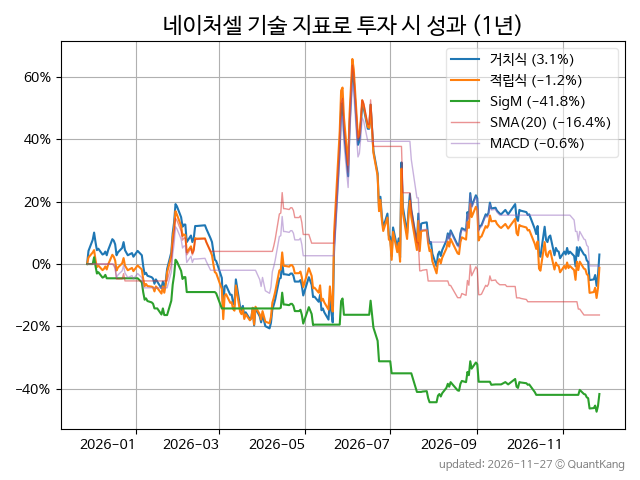 네이처셀 기술 지표로 투자 시 성과 (1년)
거치식 (3.1%)
적립식 (−1.2%)
SigM (−41.8%)
SMA(20) (−16.4%)
MACD (−0.6%)
60%
40%
20%
0%
−20%
−40%
2026-01 2026-03 2026-05 2026-07 2026-09 2026-11
updated: 2026-11-27 © QuantKang